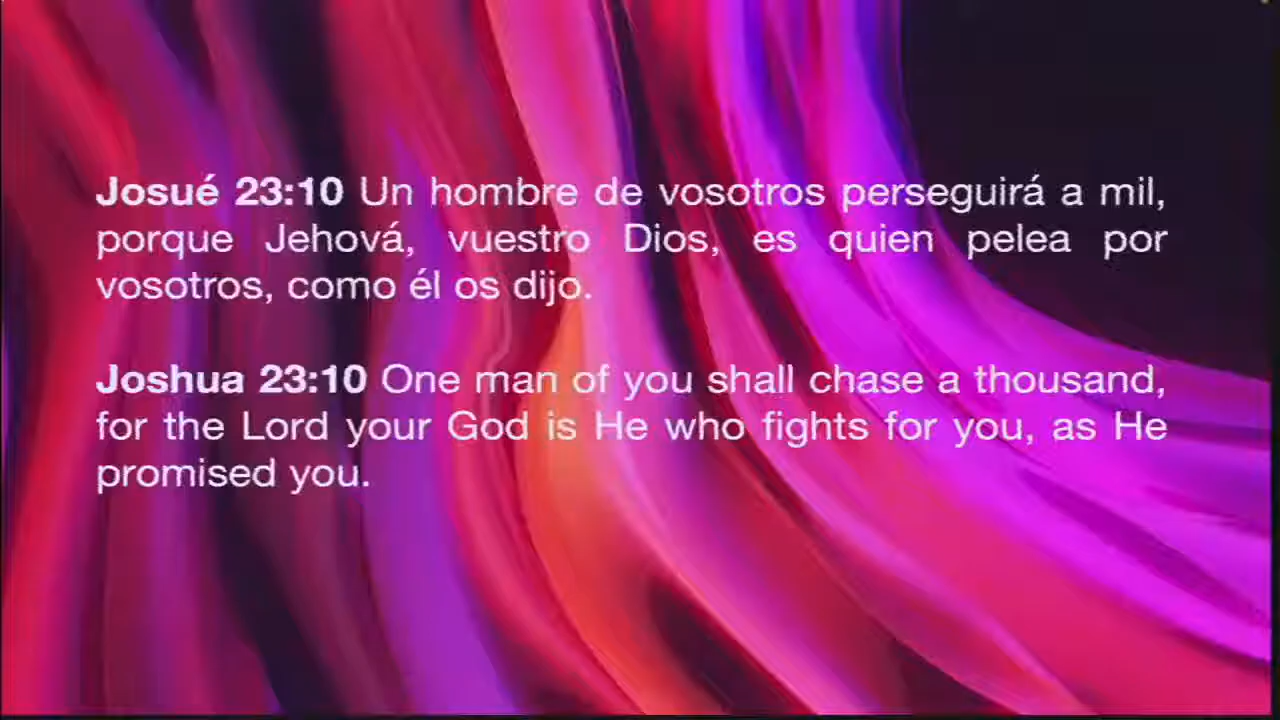 Josué 23:10 Un hombre de vosotros perseguirá a mil,
porque Jehová, vuestro Dios, es quien pelea por
vosotros, como él os dijo.
Joshua 23:10 One man of you shall chase a thousand,
for the Lord your God is He who fights for you, as He
promised you.